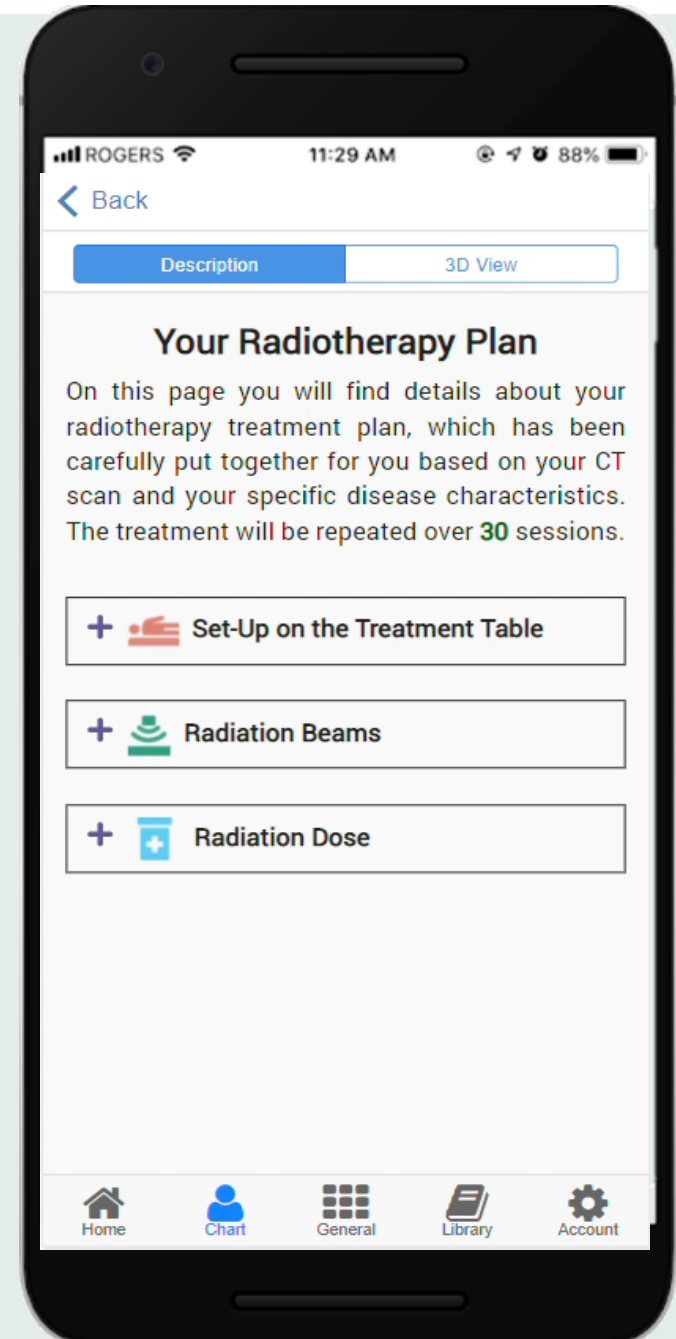 ROGERS 11:29 AM 88%
Back
Description 3D View
Your Radiotherapy Plan
On this page you will find details about your
radiotherapy treatment plan, which has been
carefully put together for you based on your CT
scan and your specific disease characteristics.
The treatment will be repeated over 30 sessions.
+ Set-Up on the Treatment Table
+ Radiation Beams
+ Radiation Dose
Home Chart General Library Account